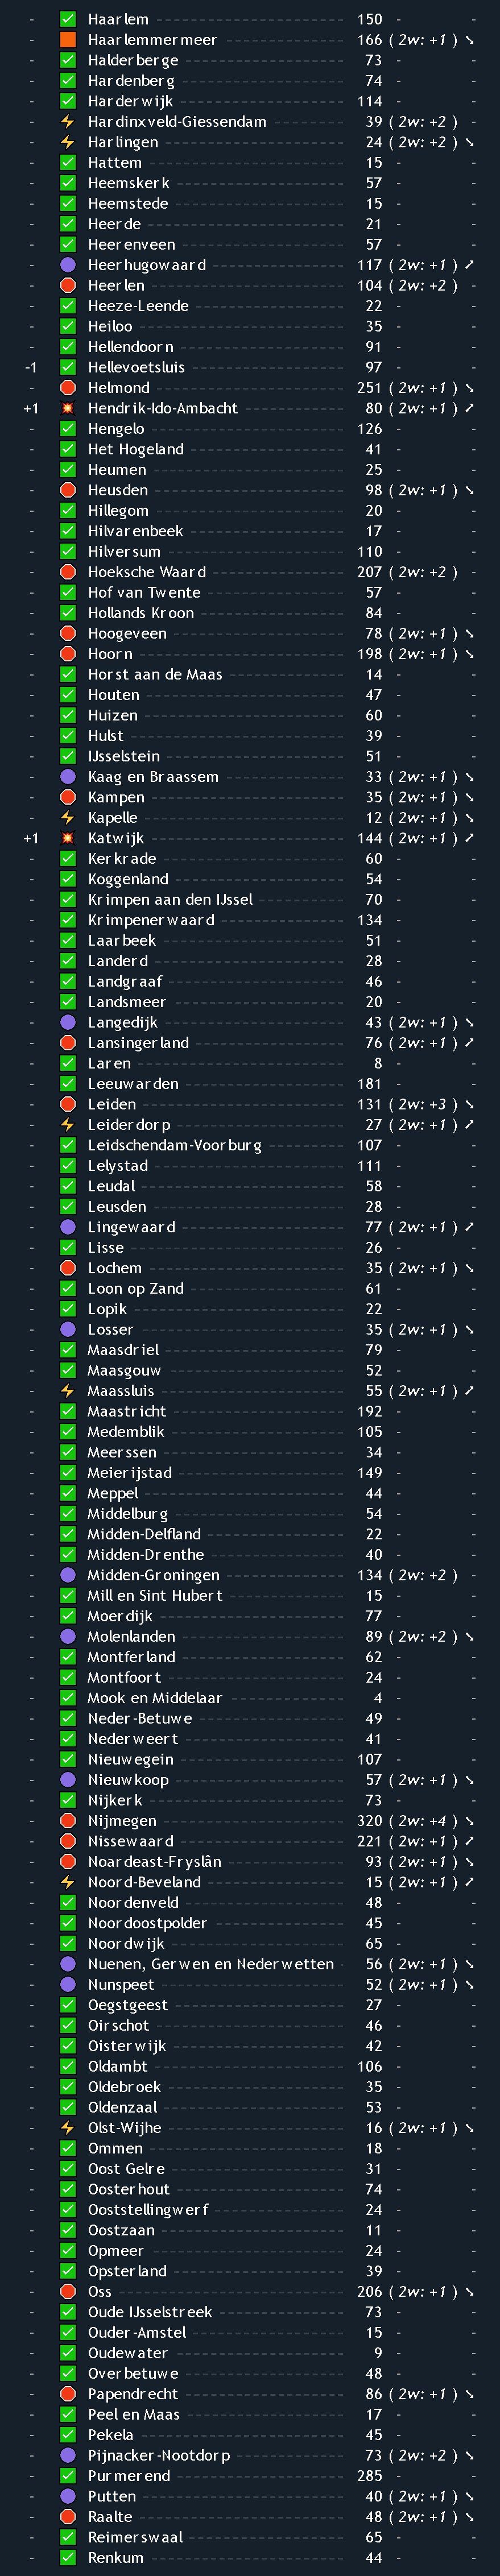 - Haarlem 150 - -
- Haarlemmermeer 166 ( 2w: +1 ) ↘
- Halderberge 73 - -
- Hardenberg 74 - -
- Harderwijk 114 - -
- Hardinxveld-Giessendam 39 ( 2w: +2 ) -
- Harlingen 24 ( 2w: +2 ) ↘
- Hattem 15 - -
- Heemskerk 57 - -
- Heemstede 15 - -
- Heerde 21 - -
- Heerenveen 57 - -
- Heerhugowaard 117 ( 2w: +1 ) ↗
- Heerlen 104 ( 2w: +2 ) -
- Heeze-Leende 22 - -
- Heiloo 35 - -
- Hellendoorn 91 - -
-1 Hellevoetsluis 97 - -
- Helmond 251 ( 2w: +1 ) ↘
+1 Hendrik-Ido-Ambacht 80 ( 2w: +1 ) ↗
- Hengelo 126 - -
- Het Hogeland 41 - -
- Heumen 25 - -
- Heusden 98 ( 2w: +1 ) ↘
- Hillegom 20 - -
- Hilvarenbeek 17 - -
- Hilversum 110 - -
- Hoeksche Waard 207 ( 2w: +2 ) -
- Hof van Twente 57 - -
- Hollands Kroon 84 - -
- Hoogeveen 78 ( 2w: +1 ) ↘
- Hoorn 198 ( 2w: +1 ) ↘
- Horst aan de Maas 14 - -
- Houten 47 - -
- Huizen 60 - -
- Hulst 39 - -
- IJsselstein 51 - -
- Kaag en Braassem 33 ( 2w: +1 ) ↘
- Kampen 35 ( 2w: +1 ) ↘
- Kapelle 12 ( 2w: +1 ) ↘
+1 Katwijk 144 ( 2w: +1 ) ↗
- Kerkrade 60 - -
- Koggenland 54 - -
- Krimpen aan den IJssel 70 - -
- Krimpenerwaard 134 - -
- Laarbeek 51 - -
- Landerd 28 - -
- Landgraaf 46 - -
- Landsmeer 20 - -
- Langedijk 43 ( 2w: +1 ) ↘
- Lansingerland 76 ( 2w: +1 ) ↗
- Laren 8 - -
- Leeuwarden 181 - -
- Leiden 131 ( 2w: +3 ) ↘
- Leiderdorp 27 ( 2w: +1 ) ↗
- Leidschendam-Voorburg 107 - -
- Lelystad 111 - -
- Leudal 58 - -
- Leusden 28 - -
- Lingewaard 77 ( 2w: +1 ) ↗
- Lisse 26 - -
- Lochem 35 ( 2w: +1 ) ↘
- Loon op Zand 61 - -
- Lopik 22 - -
- Losser 35 ( 2w: +1 ) ↘
- Maasdriel 79 - -
- Maasgouw 52 - -
- Maassluis 55 ( 2w: +1 ) ↗
- Maastricht 192 - -
- Medemblik 105 - -
- Meerssen 34 - -
- Meierijstad 149 - -
- Meppel 44 - -
- Middelburg 54 - -
- Midden-Delfland 22 - -
- Midden-Drenthe 40 - -
- Midden-Groningen 134 ( 2w: +2 ) -
- Mill en Sint Hubert 15 - -
- Moerdijk 77 - -
- Molenlanden 89 ( 2w: +2 ) ↘
- Montferland 62 - -
- Montfoort 24 - -
- Mook en Middelaar 4 - -
- Neder-Betuwe 49 - -
- Nederweert 41 - -
- Nieuwegein 107 - -
- Nieuwkoop 57 ( 2w: +1 ) ↘
- Nijkerk 73 - -
- Nijmegen 320 ( 2w: +4 ) ↘
- Nissewaard 221 ( 2w: +1 ) ↗
- Noardeast-Fryslân 93 ( 2w: +1 ) ↘
- Noord-Beveland 15 ( 2w: +1 ) ↗
- Noordenveld 48 - -
- Noordoostpolder 45 - -
- Noordwijk 65 - -
- Nuenen, Gerwen en Nederwetten 56 ( 2w: +1 ) ↘
- Nunspeet 52 ( 2w: +1 ) ↘
- Oegstgeest 27 - -
- Oirschot 46 - -
- Oisterwijk 42 - -
- Oldambt 106 - -
- Oldebroek 35 - -
- Oldenzaal 53 - -
- Olst-Wijhe 16 ( 2w: +1 ) ↘
- Ommen 18 - -
- Oost Gelre 31 - -
- Oosterhout 74 - -
- Ooststellingwerf 24 - -
- Oostzaan 11 - -
- Opmeer 24 - -
- Opsterland 39 - -
- Oss 206 ( 2w: +1 ) ↘
- Oude IJsselstreek 73 - -
- Ouder-Amstel 15 - -
- Oudewater 9 - -
- Overbetuwe 48 - -
- Papendrecht 86 ( 2w: +1 ) ↘
- Peel en Maas 17 - -
- Pekela 45 - -
- Pijnacker-Nootdorp 73 ( 2w: +2 ) ↘
- Purmerend 285 - -
- Putten 40 ( 2w: +1 ) ↘
- Raalte 48 ( 2w: +1 ) ↘
- Reimerswaal 65 - -
- Renkum 44 - -